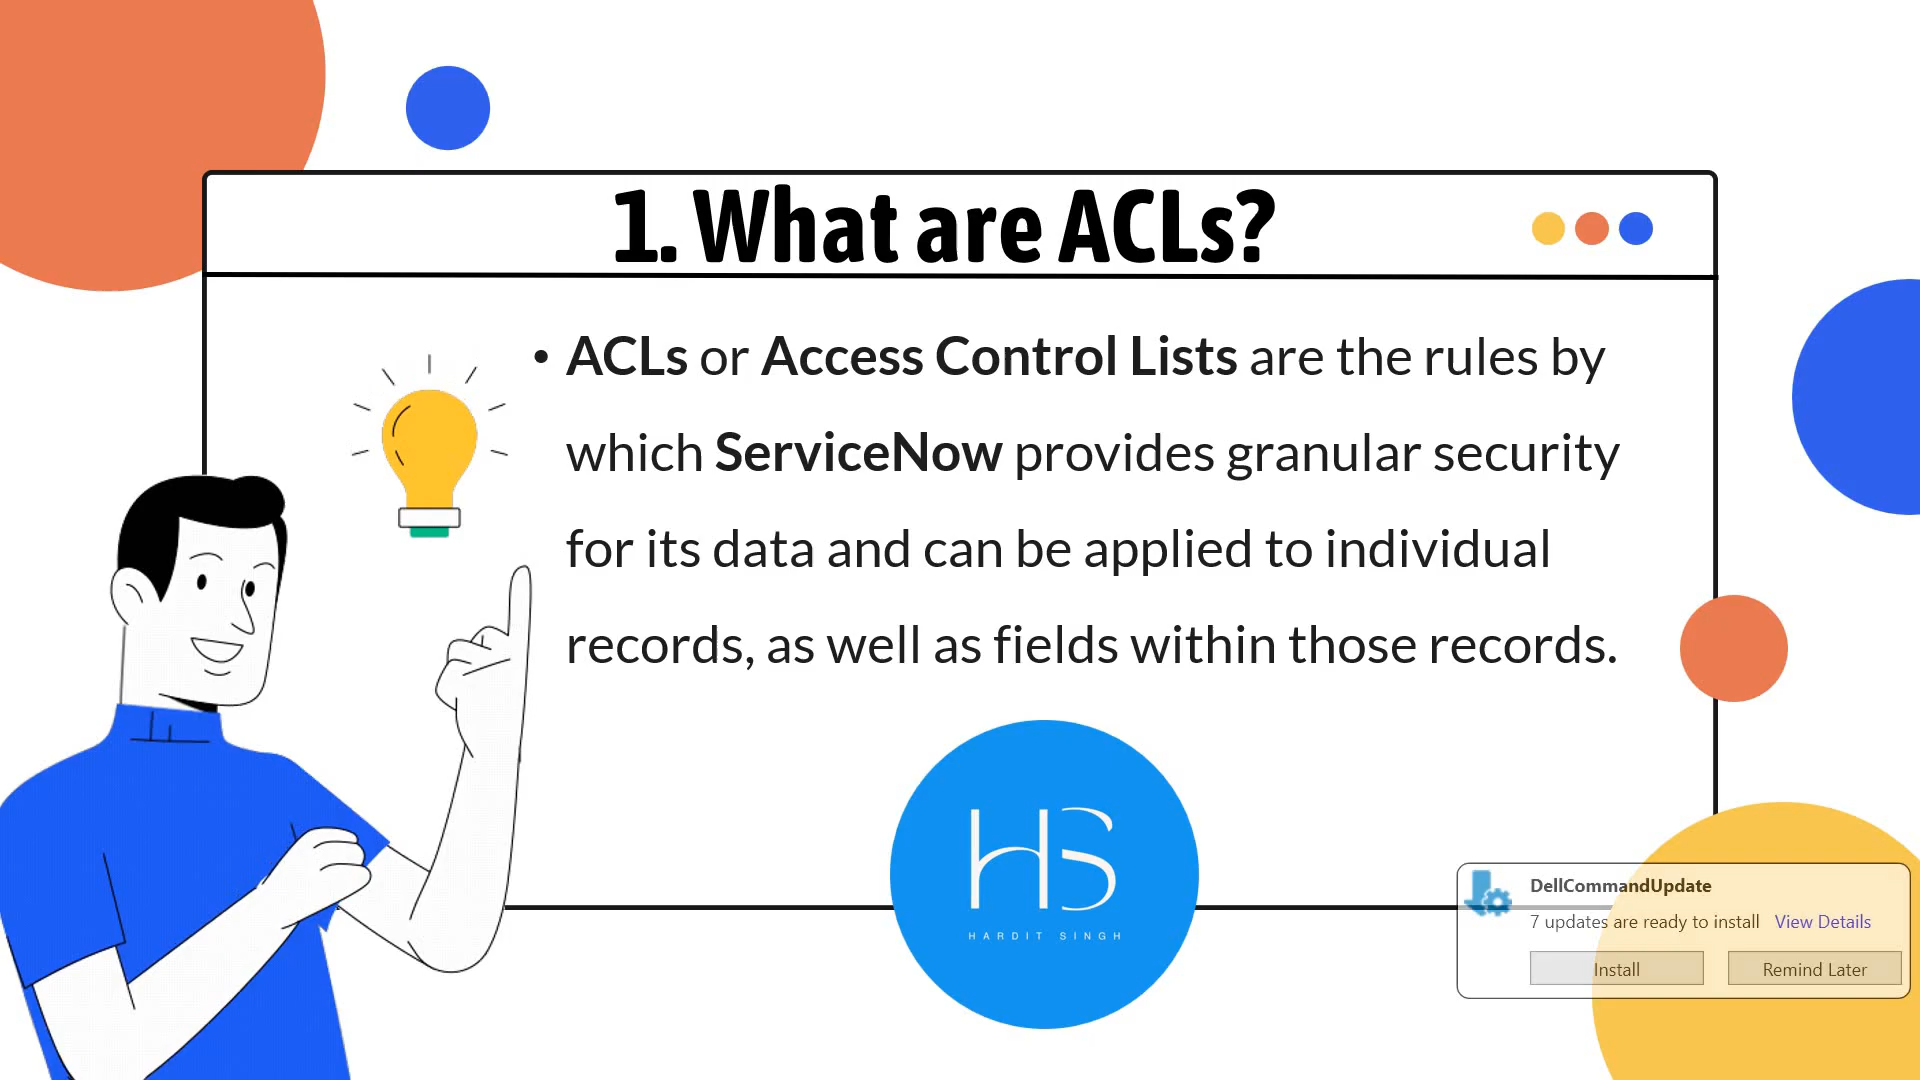 1. What are ACLs?
• ACLs or Access Control Lists are the rules by
which ServiceNow provides granular security
for its data and can be applied to individual
records, as well as fields within those records.
HS
HARDIT SINGH
DellCommandUpdate
7 updates are ready to install View Details
Install Remind Later